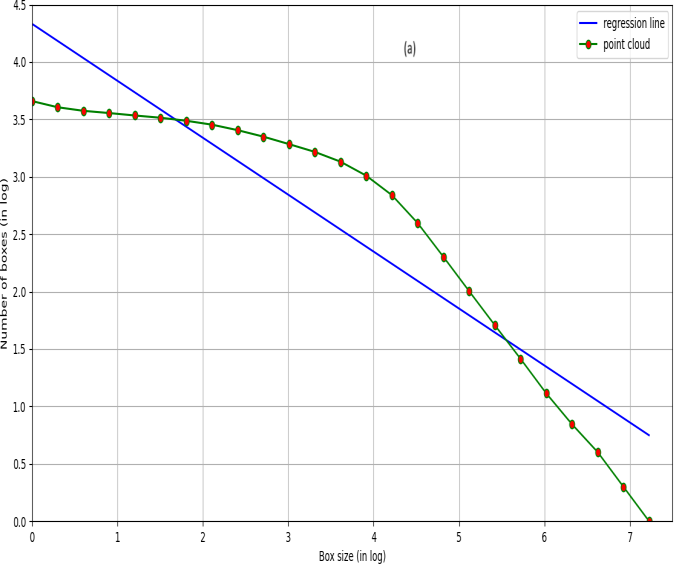 4.5
4.0
3.5
3.0
2.5
2.0
1.5
1.0
0.5
0.0
Number of boxes (in log)
(a)
regression line
point cloud
0 1 2 3 4 5 6 7
Box size (in log)